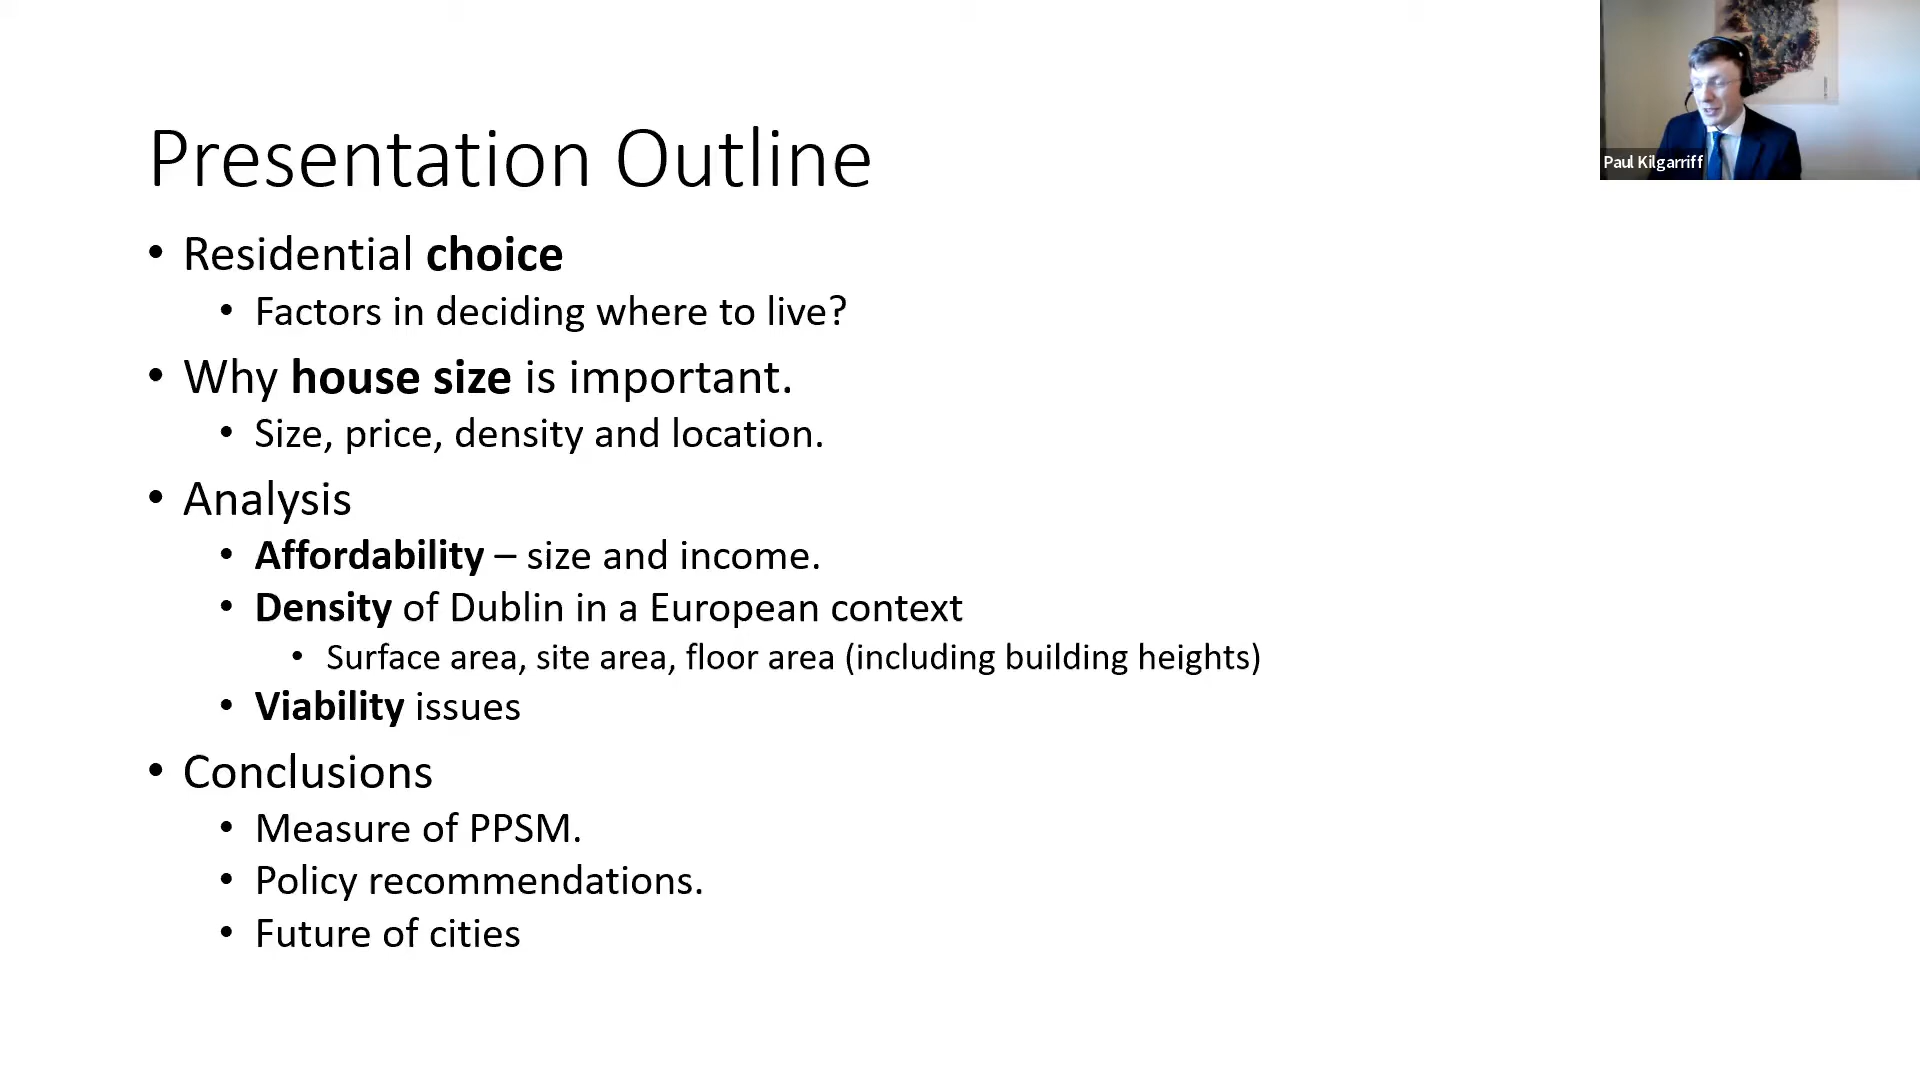 Presentation Outline
• Residential choice
• Factors in deciding where to live?
• Why house size is important.
• Size, price, density and location.
• Analysis
• Affordability – size and income.
• Density of Dublin in a European context
• Surface area, site area, floor area (including building heights)
• Viability issues
• Conclusions
• Measure of PPSM.
• Policy recommendations.
• Future of cities
Paul Kilgarriff